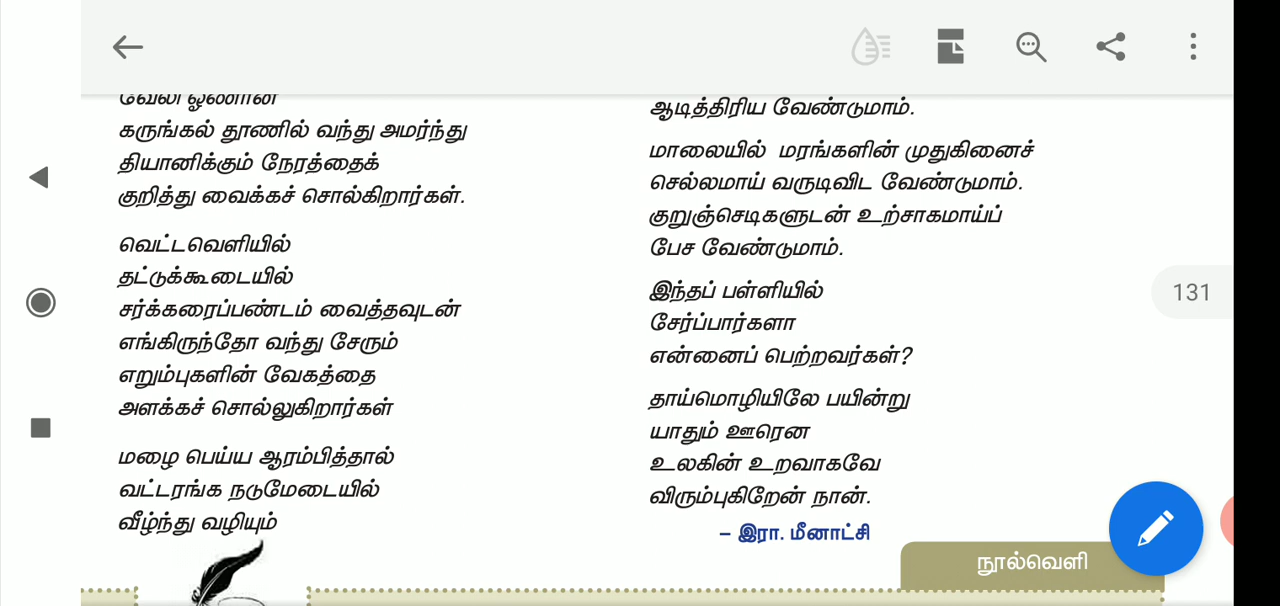 வேலி ஓணான்
கருங்கல் தூணில் வந்து அமர்ந்து
தியானிக்கும் நேரத்தைக்
குறித்து வைக்கச் சொல்கிறார்கள்.
வெட்டவெளியில்
தட்டுக்கூடையில்
சர்க்கரைப்பண்டம் வைத்தவுடன்
எங்கிருந்தோ வந்து சேரும்
எறும்புகளின் வேகத்தை
அளக்கச் சொல்லுகிறார்கள்
மழை பெய்ய ஆரம்பித்தால்
வட்டரங்க நடுமேடையில்
வீழ்ந்து வழியும்
ஆடித்திரிய வேண்டுமாம்.
மாலையில் மரங்களின் முதுகினைச்
செல்லமாய் வருடிவிட வேண்டுமாம்.
குறுஞ்செடிகளுடன் உற்சாகமாய்ப்
பேச வேண்டுமாம்.
இந்தப் பள்ளியில்
சேர்ப்பார்களா
என்னைப் பெற்றவர்கள்?
தாய்மொழியிலே பயின்று
யாதும் ஊரென
உலகின் உறவாகவே
விரும்புகிறேன் நான்.
– இரா. மீனாட்சி
நூல்வெளி
131